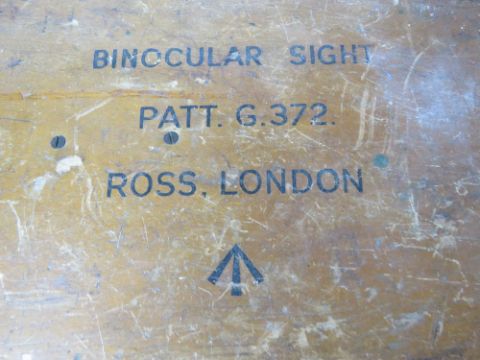 BINOCULAR SIGHT
PATT. G.372.
ROSS, LONDON